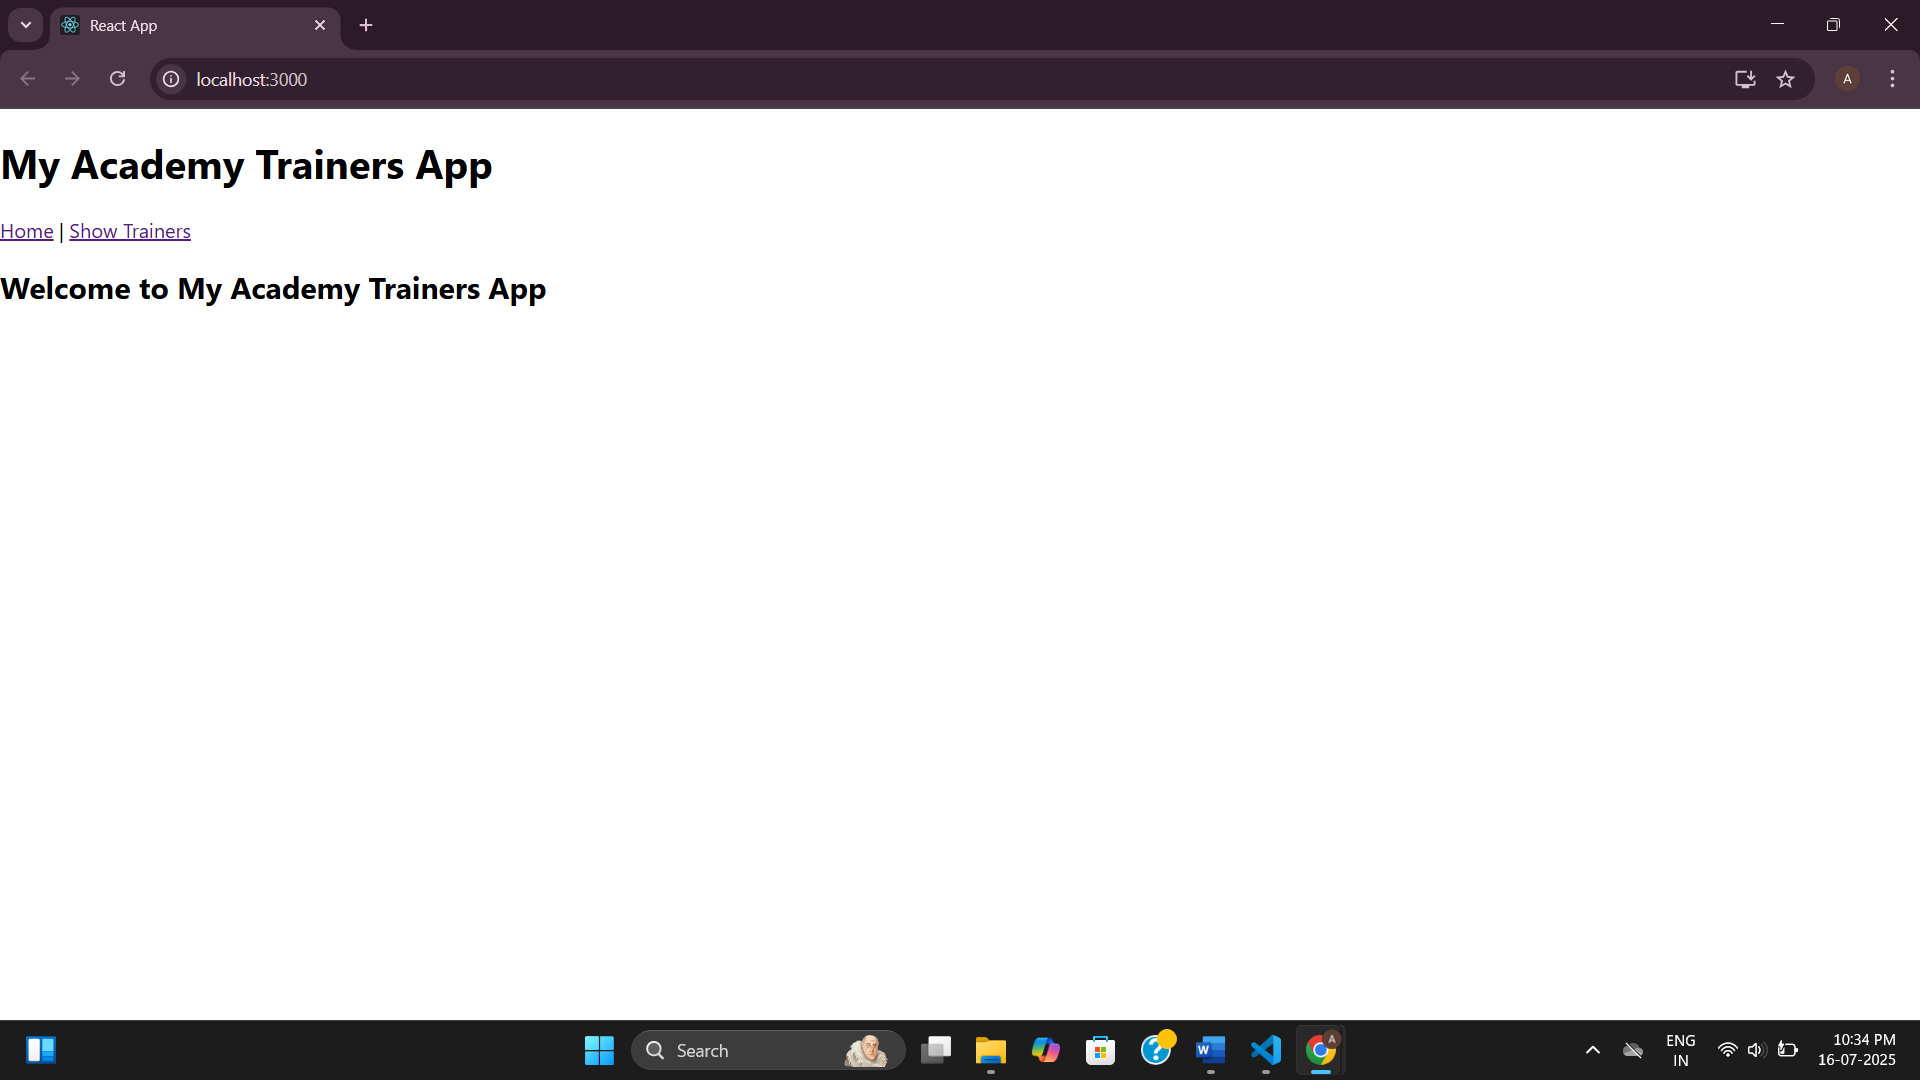 React App
localhost:3000
A
My Academy Trainers App
Home | Show Trainers
Welcome to My Academy Trainers App
Search
W
A
ENG
IN
10:34 PM
16-07-2025